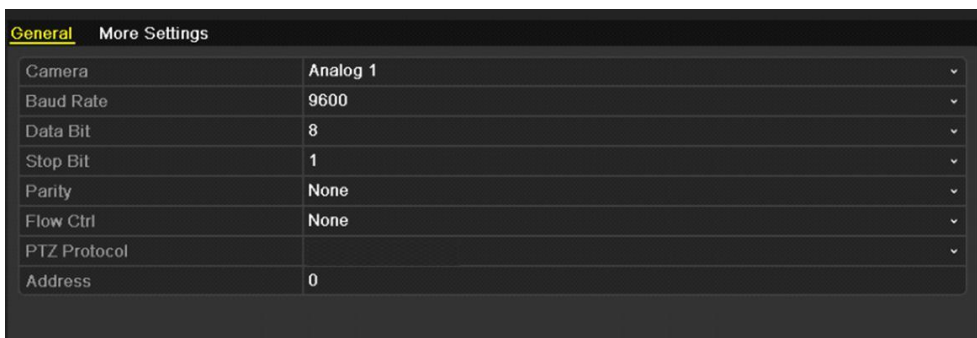 General More Settings
Camera Analog 1
Baud Rate 9600
Data Bit 8
Stop Bit 1
Parity None
Flow Ctrl None
PTZ Protocol
Address 0